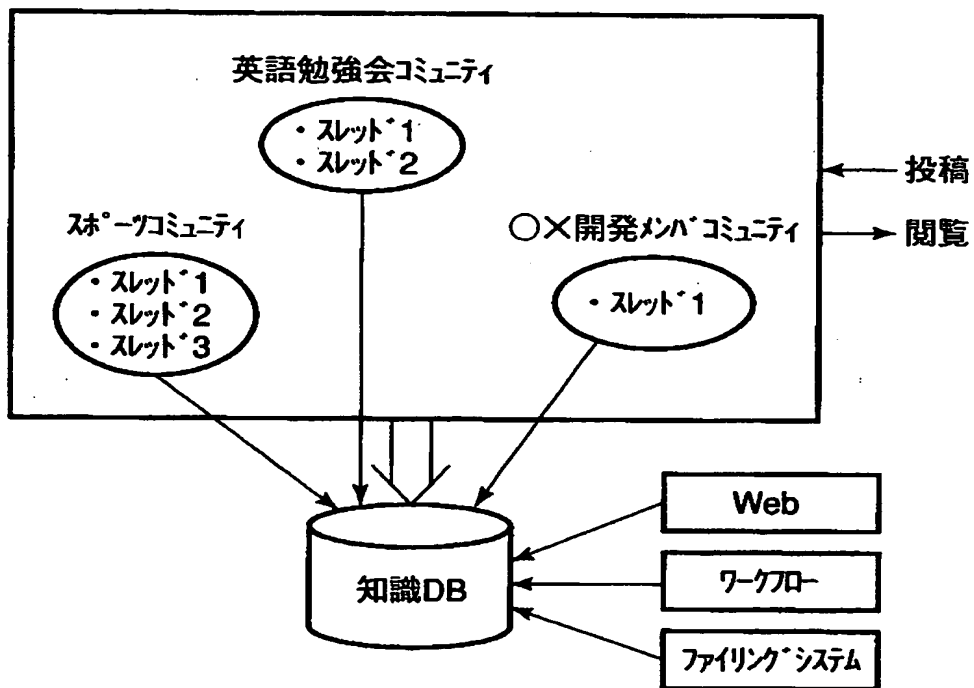 英語勉強会コミュニティ
・ スレッド1
・ スレッド2
投稿
閲覧
スポーツコミュニティ
・ スレッド1
・ スレッド2
・ スレッド3
○×開発メンバコミュニティ
・ スレッド1
知識DB
Web
ワークフロー
ファイリングシステム